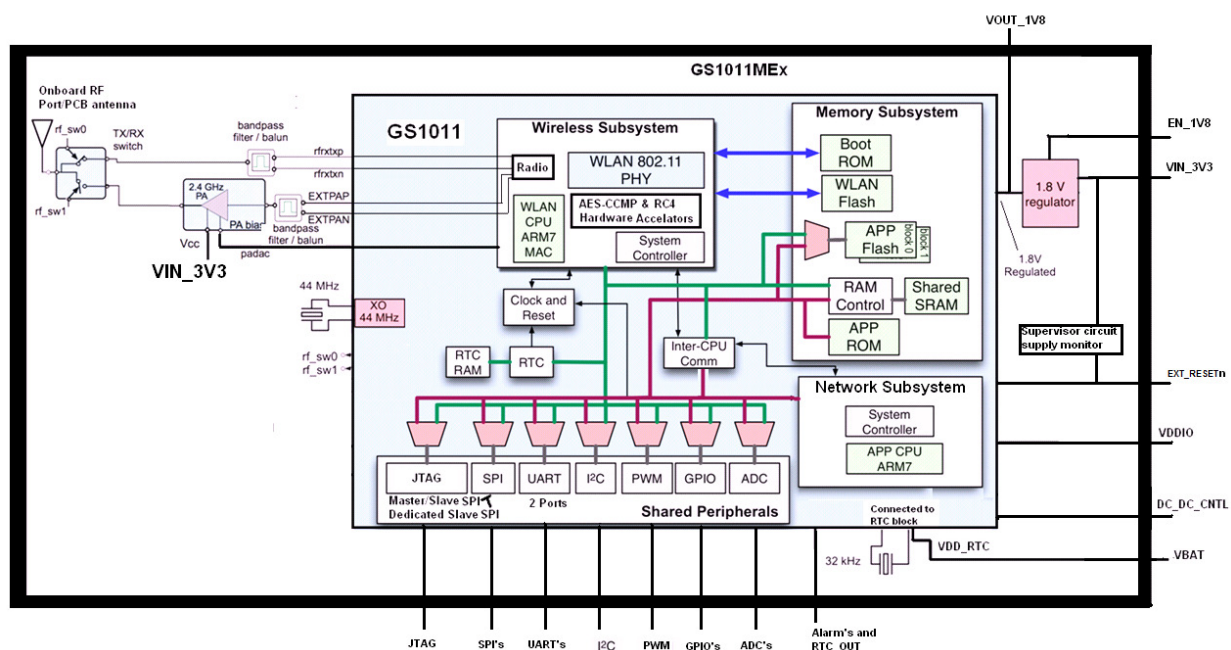 VOUT_1V8
GS1011MEx
Onboard RF
Port/PCB antenna
rf_sw0
TX/RX
switch
bandpass
filter / balun
rfrxtxp
rfrxtxn
rf_sw1
2.4 GHz
PA
PA bias
Vcc
padac
EXTPAP
EXTPAN
bandpass
filter / balun
VIN_3V3
GS1011
Wireless Subsystem
Radio
WLAN 802.11
PHY
AES-CCMP & RC4
Hardware Accelators
WLAN
CPU
ARM7
MAC
System
Controller
Memory Subsystem
Boot
ROM
WLAN
Flash
APP
Flash
block 0
block 1
RAM
Control
Shared
SRAM
APP
ROM
EN_1V8
VIN_3V3
1.8 V
regulator
1.8V
Regulated
Supervisor circuit
supply monitor
EXT_RESETn
VDDIO
DC_DC_CNTL
VBAT
44 MHz
XO
44 MHz
rf_sw0
rf_sw1
Clock and
Reset
RTC
RAM
RTC
Inter-CPU
Comm
Network Subsystem
System
Controller
APP CPU
ARM7
JTAG
SPI
UART
I²C
PWM
GPIO
ADC
Master/Slave SPI
Dedicated Slave SPI
2 Ports
Shared Peripherals
Connected to
RTC block
32 kHz
VDD_RTC
JTAG
SPI's
UART's
I²C
PWM
GPIO's
ADC's
Alarm's and
RTC_OUT